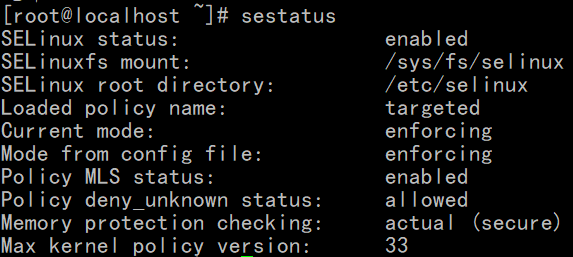 [root@localhost ~]# sestatus
SELinux status:                 enabled
SELinuxfs mount:                /sys/fs/selinux
SELinux root directory:         /etc/selinux
Loaded policy name:             targeted
Current mode:                   enforcing
Mode from config file:          enforcing
Policy MLS status:              enabled
Policy deny_unknown status:     allowed
Memory protection checking:     actual (secure)
Max kernel policy version:      33